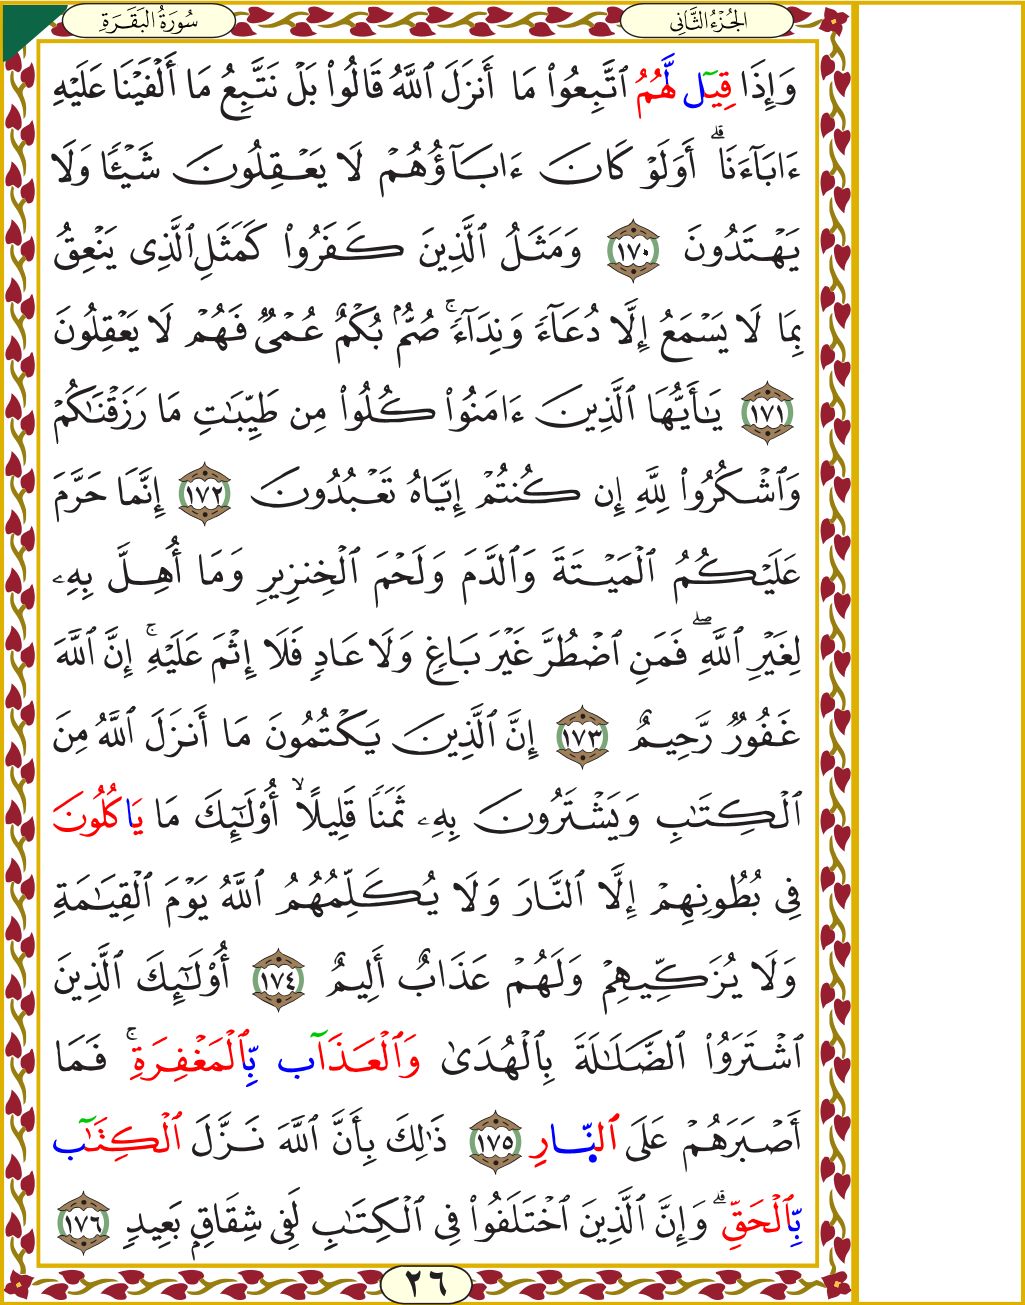 الجُزْءُ الثَّانِى
سُورَةُ البَقَرَةِ
وَإِذَا قِيٓل لَّهُمُ ٱتَّبِعُواْ مَا أَنزَلَ ٱللَّهُ قَالُواْ بَلْ نَتَّبِعُ مَا أَلْفَيْنَا عَلَيْهِ
ءَابَآءَنَاۗ أَوَلَوْ كَانَ ءَابَآؤُهُمْ لَا يَعْقِلُونَ شَيْـًٔا وَلَا
يَهْتَدُونَ ١٧٠ وَمَثَلُ ٱلَّذِينَ كَفَرُواْ كَمَثَلِ ٱلَّذِى يَنْعِقُ
بِمَا لَا يَسْمَعُ إِلَّا دُعَآءً وَنِدَآءًۚ صُمُّۢ بُكْمٌ عُمْىٌ فَهُمْ لَا يَعْقِلُونَ
١٧١ يَٰأَيُّهَا ٱلَّذِينَ ءَامَنُواْ كُلُواْ مِن طَيِّبَٰتِ مَا رَزَقْنَٰكُمْ
وَٱشْكُرُواْ لِلَّهِ إِن كُنتُمْ إِيَّاهُ تَعْبُدُونَ ١٧٢ إِنَّمَا حَرَّمَ
عَلَيْكُمُ ٱلْمَيْتَةَ وَٱلدَّمَ وَلَحْمَ ٱلْخِنزِيرِ وَمَا أُهِلَّ بِهِۦ
لِغَيْرِ ٱللَّهِۖ فَمَنِ ٱضْطُرَّ غَيْرَ بَاغٍ وَلَا عَادٍ فَلَا إِثْمَ عَلَيْهِۚ إِنَّ ٱللَّهَ
غَفُورٌ رَّحِيمٌ ١٧٣ إِنَّ ٱلَّذِينَ يَكْتُمُونَ مَا أَنزَلَ ٱللَّهُ مِنَ
ٱلْكِتَٰبِ وَيَشْتَرُونَ بِهِۦ ثَمَنًا قَلِيلًاۙ أُوْلَٰٓئِكَ مَا يَاكُلُونَ
فِى بُطُونِهِمْ إِلَّا ٱلنَّارَ وَلَا يُكَلِّمُهُمُ ٱللَّهُ يَوْمَ ٱلْقِيَٰمَةِ
وَلَا يُزَكِّيهِمْ وَلَهُمْ عَذَابٌ أَلِيمٌ ١٧٤ أُوْلَٰٓئِكَ ٱلَّذِينَ
ٱشْتَرَوُاْ ٱلضَّلَٰلَةَ بِٱلْهُدَىٰ وَٱلْعَذَآب بِّٱلْمَغْفِرَةِۚ فَمَا
أَصْبَرَهُمْ عَلَى ٱلنّ۪ارِ ١٧٥ ذَٰلِكَ بِأَنَّ ٱللَّهَ نَزَّلَ ٱلْكِتَٰٓب
بِّٱلْحَقِّۗ وَإِنَّ ٱلَّذِينَ ٱخْتَلَفُواْ فِى ٱلْكِتَٰبِ لَفِى شِقَاقٍۭ بَعِيدٍ ١٧٦
٢٦